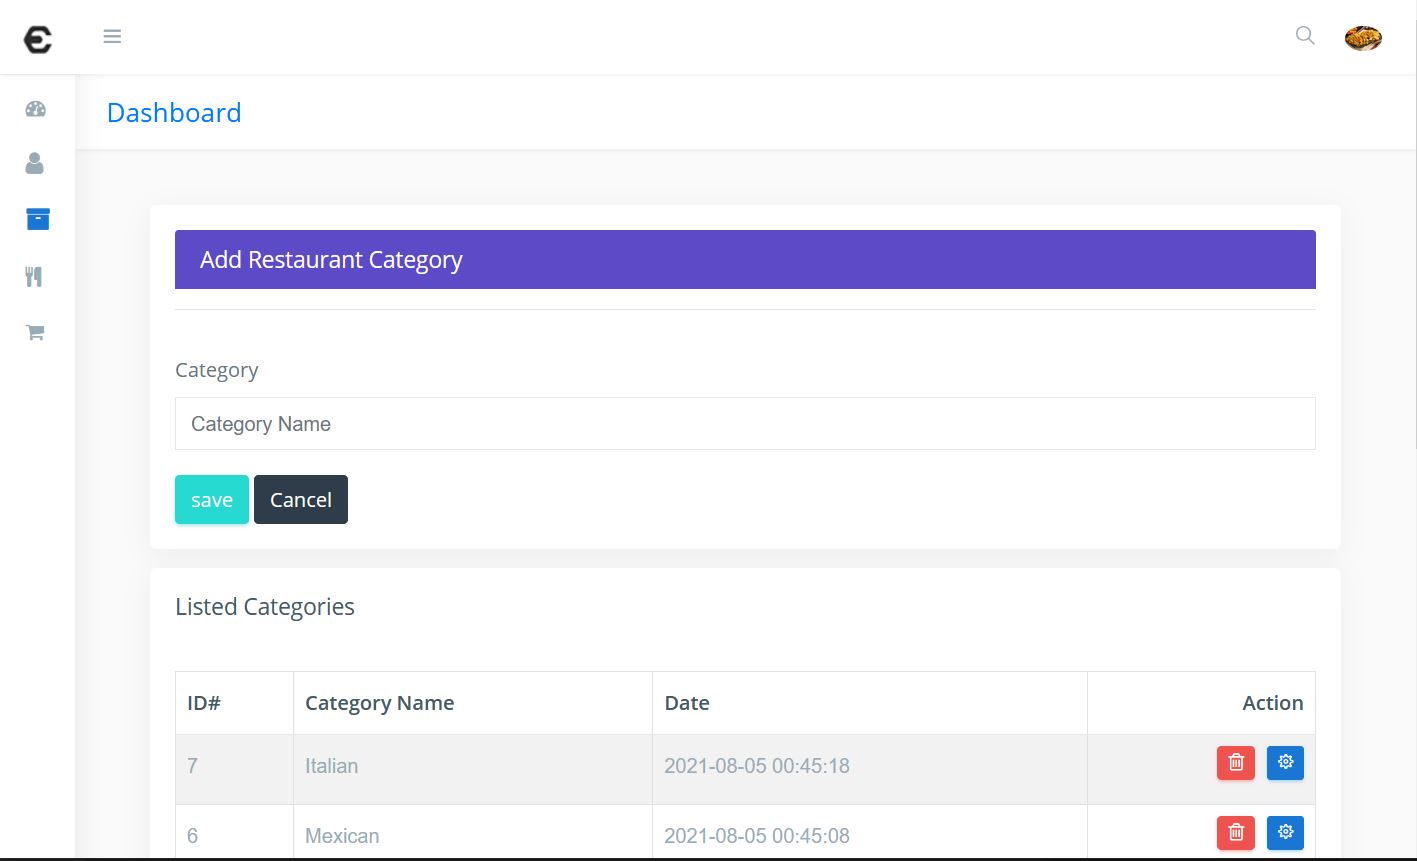 Dashboard
Add Restaurant Category
Category
Category Name
save Cancel
Listed Categories
ID# Category Name Date Action
7 Italian 2021-08-05 00:45:18
6 Mexican 2021-08-05 00:45:08